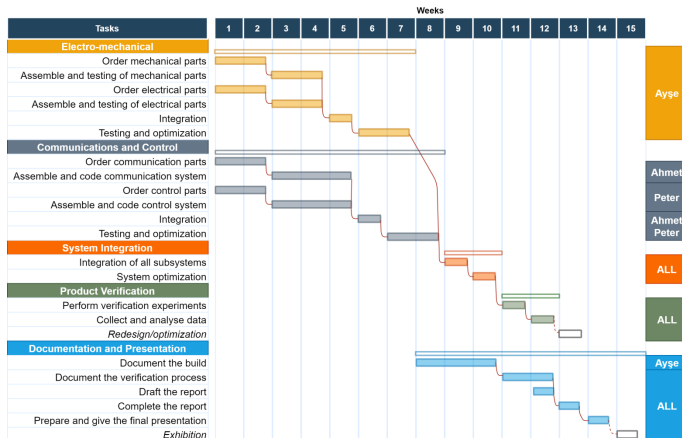 Weeks
Tasks 1 2 3 4 5 6 7 8 9 10 11 12 13 14 15
Electro-mechanical
Order mechanical parts
Assemble and testing of mechanical parts
Order electrical parts
Ayşe
Assemble and testing of electrical parts
Integration
Testing and optimization
Communications and Control
Order communication parts
Assemble and code communication system Ahmet
Order control parts Peter
Assemble and code control system
Integration Ahmet
Testing and optimization Peter
System Integration
Integration of all subsystems ALL
System optimization
Product Verification
Perform verification experiments
Collect and analyse data ALL
Redesign/optimization
Documentation and Presentation
Document the build Ayşe
Document the verification process
Draft the report
Complete the report ALL
Prepare and give the final presentation
Exhibition